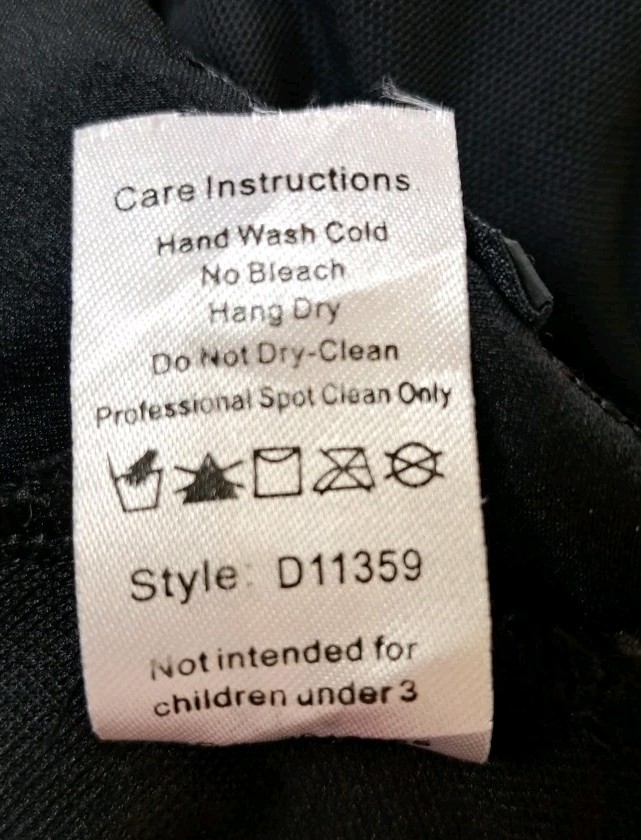 Care Instructions
Hand Wash Cold
No Bleach
Hang Dry
Do Not Dry-Clean
Professional Spot Clean Only
Style: D11359
Not intended for
children under 3